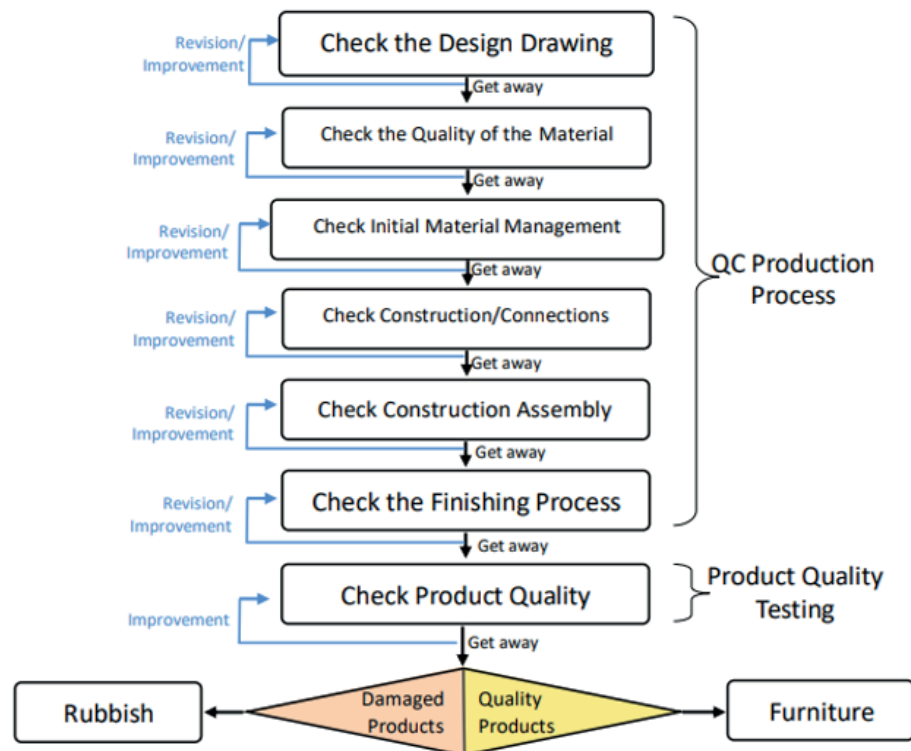 Check the Design Drawing
Revision/
Improvement
Get away
Check the Quality of the Material
Revision/
Improvement
Get away
Check Initial Material Management
Revision/
Improvement
Get away
QC Production
Process
Check Construction/Connections
Revision/
Improvement
Get away
Check Construction Assembly
Revision/
Improvement
Get away
Check the Finishing Process
Revision/
Improvement
Get away
Check Product Quality
Product Quality
Testing
Improvement
Get away
Rubbish
Damaged
Products
Quality
Products
Furniture